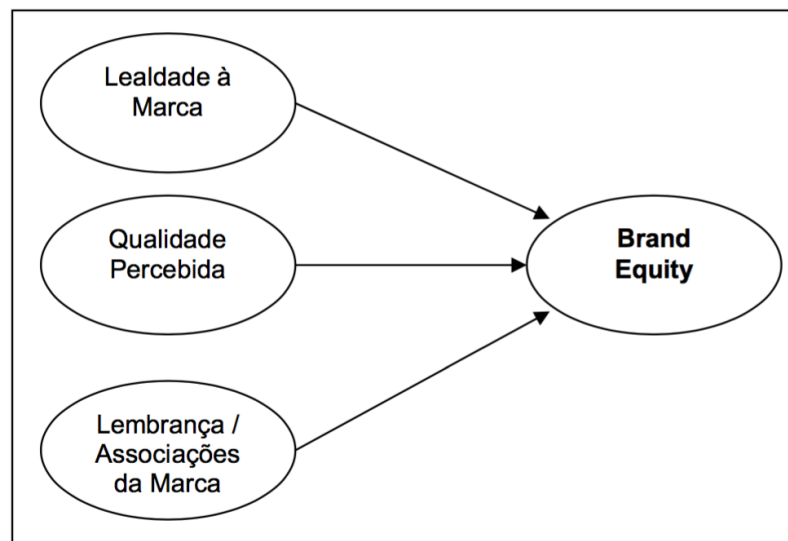 Lealdade à
Marca
Qualidade
Percebida
Brand
Equity
Lembrança /
Associações
da Marca